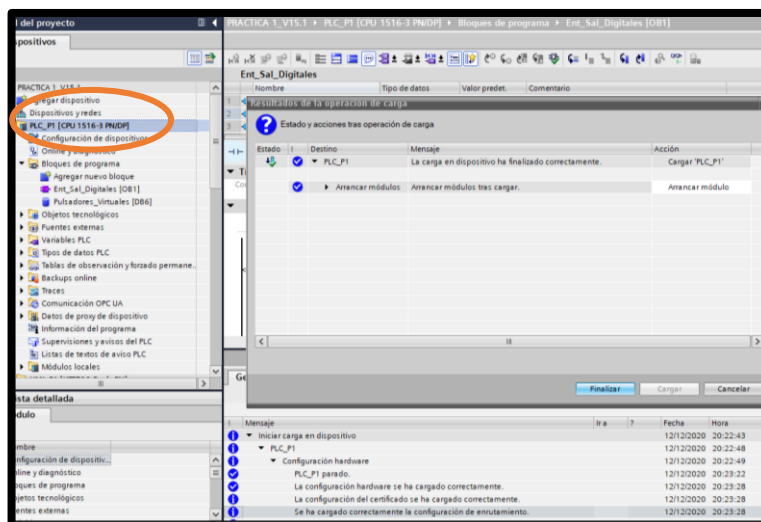 l del proyecto
PRACTICA 1_V15.1 ▸ PLC_P1 [CPU 1516-3 PN/DP] ▸ Bloques de programa ▸ Ent_Sal_Digitales [OB1]
spositivos
PRACTICA 1_V15.1
Agregar dispositivo
Dispositivos y redes
PLC_P1 [CPU 1516-3 PN/DP]
Configuración de dispositivos
Online y diagnóstico
Bloques de programa
Agregar nuevo bloque
Ent_Sal_Digitales [OB1]
Pulsadores_Virtuales [DB6]
Objetos tecnológicos
Fuentes externas
Variables PLC
Tipos de datos PLC
Tablas de observación y forzado permane..
Backups online
Traces
Comunicación OPC UA
Datos de proxy de dispositivo
Información del programa
Supervisiones y avisos del PLC
Listas de textos de aviso PLC
Módulos locales
Ent_Sal_Digitales
Nombre Tipo de datos Valor predet. Comentario
1
2
3
Resultados de la operación de carga
Estado y acciones tras operación de carga
Estado ! Destino Mensaje Acción
PLC_P1 La carga en dispositivo ha finalizado correctamente. Cargar 'PLC_P1'
Arrancar módulos Arrancar módulos tras cargar. Arrancar módulo
Finalizar Cargar Cancelar
ista detallada
ódulo
ombre
nfiguración de dispositiv...
line y diagnóstico
oques de programa
jetos tecnológicos
entes externas
Ge
! Mensaje Ir a ? Fecha Hora
Iniciar carga en dispositivo 12/12/2020 20:22:43
PLC_P1 12/12/2020 20:22:48
Configuración hardware 12/12/2020 20:22:49
PLC_P1 parado. 12/12/2020 20:23:22
La configuración hardware se ha cargado correctamente. 12/12/2020 20:23:28
La configuración del certificado se ha cargado correctamente. 12/12/2020 20:23:28
Se ha cargado correctamente la configuración de enrutamiento. 12/12/2020 20:23:28